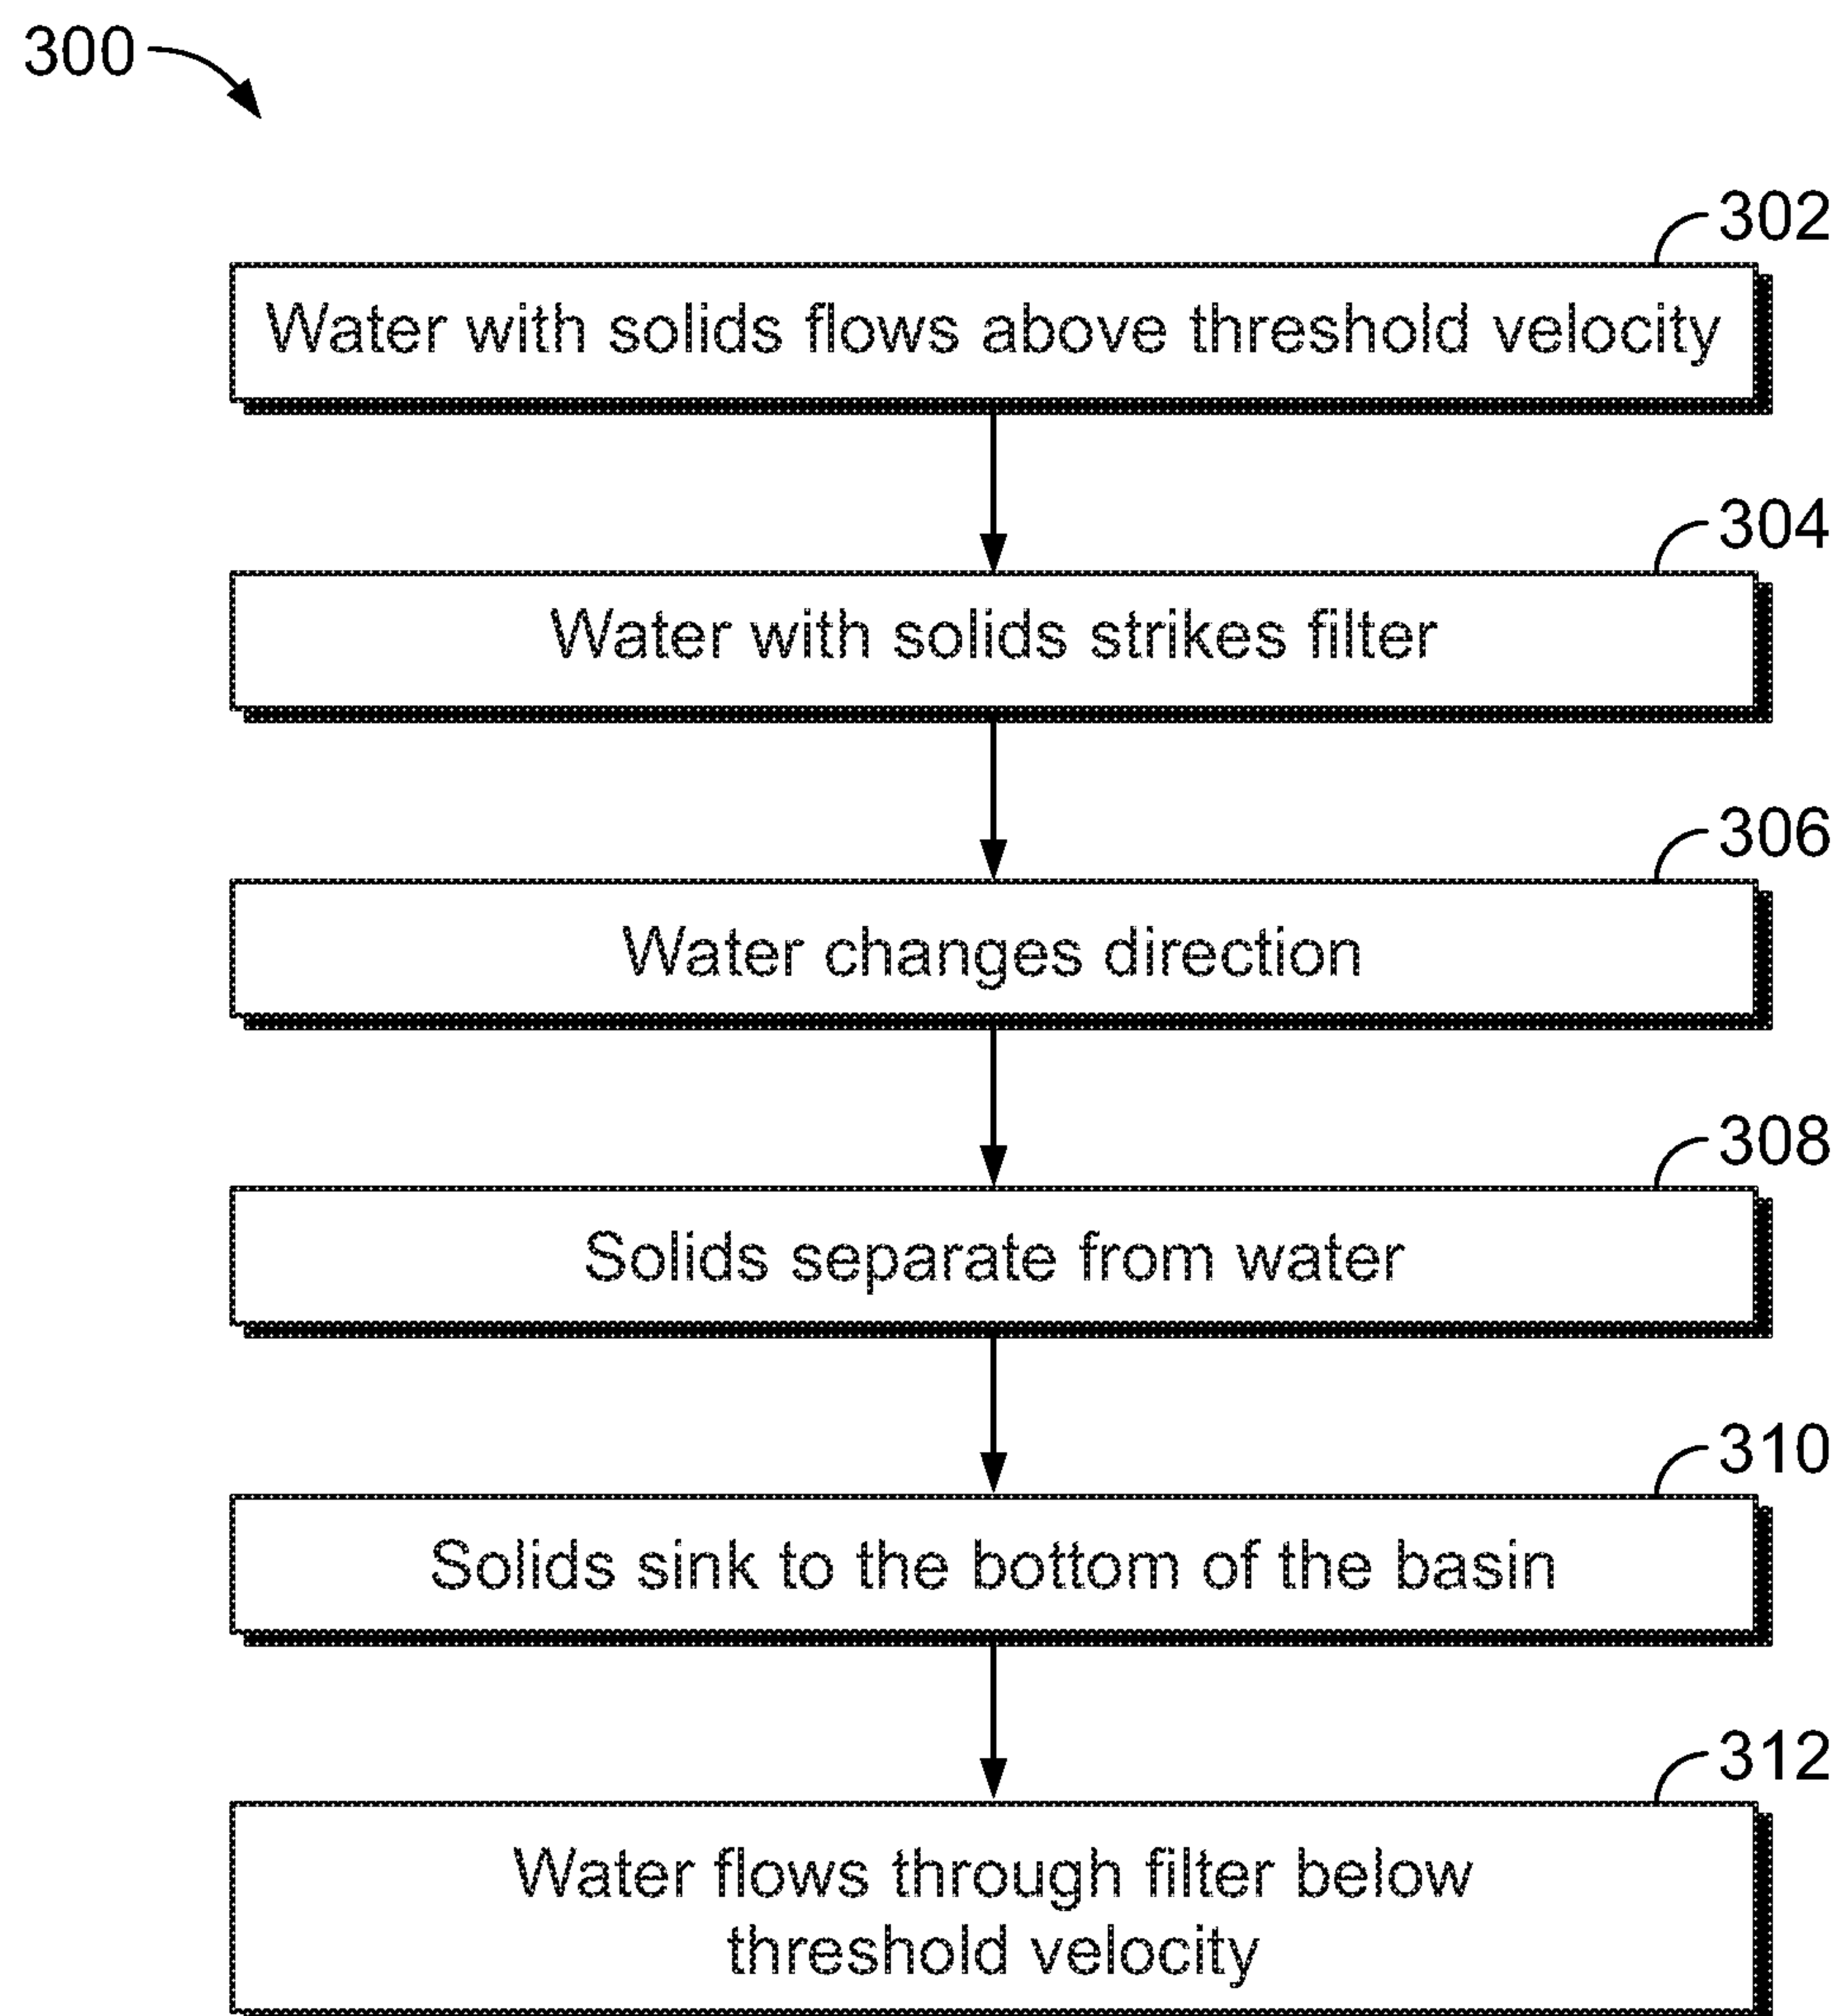 300
302
Water with solids flows above threshold velocity
304
Water with solids strikes filter
306
Water changes direction
308
Solids separate from water
310
Solids sink to the bottom of the basin
312
Water flows through filter below
threshold velocity